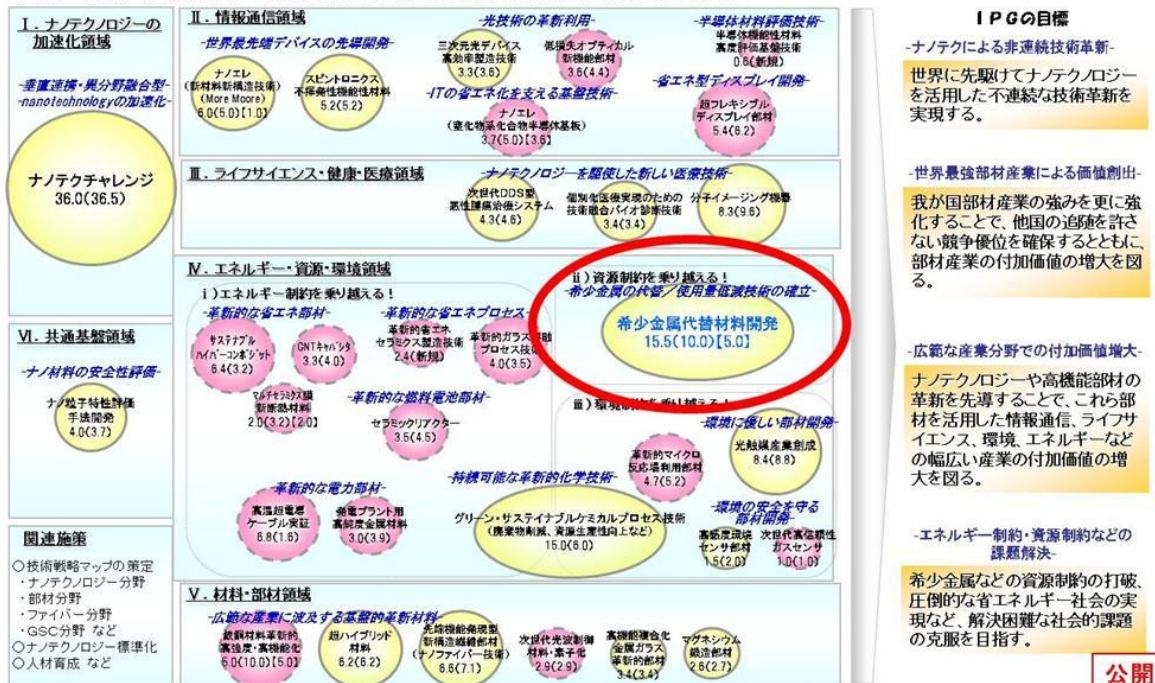 Ⅰ．ナノテクノロジーの
加速化領域
-垂直連携・異分野融合型-
-nanotechnologyの加速化-
ナノテクチャレンジ
36.0(36.5)
Ⅵ．共通基盤領域
-ナノ材料の安全性評価-
ナノ粒子特性評価
手法開発
4.0(3.7)
関連施策
○技術戦略マップの策定
・ナノテクノロジー分野
・部材分野
・ファイバー分野
・GSC分野 など
○ナノテクノロジー標準化
○人材育成 など
Ⅱ．情報通信領域
-世界最先端デバイスの先導開発-
ナノエレ
(新材料新構造技術)
(More Moore)
6.0(5.0)【1.0】
スピントロニクス
不揮発性機能性材料
5.2(5.2)
-光技術の革新利用-
三次元光デバイス
高効率製造技術
3.3(3.6)
低損失オプティカル
新機能部材
3.6(4.4)
-ITの省エネ化を支える基盤技術-
ナノエレ
(窒化物系化合物半導体基板)
3.7(5.0)【3.6】
-半導体材料評価技術-
半導体機能性材料
高度評価基盤技術
0.6(新規)
-省エネ型ディスプレイ開発-
超フレキシブル
ディスプレイ部材
5.4(6.2)
Ⅲ．ライフサイエンス・健康・医療領域
-ナノテクノロジーを駆使した新しい医療技術-
次世代DDS型
悪性腫瘍治療システム
4.3(4.6)
個別化医療実現のための
技術融合バイオ診断技術
3.4(3.4)
分子イメージング機器
8.3(9.6)
Ⅳ．エネルギー・資源・環境領域
ⅰ)エネルギー制約を乗り越える！
-革新的な省エネ部材-
サステナブル
ハイパーコンポジット
6.4(3.2)
CNTキャパシタ
3.3(4.0)
マルチセラミクス膜
新断熱材料
2.0(3.2)【2.0】
-革新的な省エネプロセス-
革新的省エネ
セラミクス製造技術
2.4(新規)
革新的ガラス溶融
プロセス技術
4.0(3.5)
-革新的な燃料電池部材-
セラミックリアクター
3.5(4.5)
-革新的な電力部材-
高温超電導
ケーブル実証
6.8(1.6)
発電プラント用
高純度金属材料
3.0(3.9)
ⅱ)資源制約を乗り越える！
-希少金属の代替／使用量低減技術の確立-
希少金属代替材料開発
15.5(10.0)【5.0】
ⅲ)環境制約を乗り越える！
-環境に優しい部材開発-
光触媒産業創成
8.4(8.8)
革新的マイクロ
反応場利用部材
4.7(5.2)
-持続可能な革新的化学技術-
グリーン・サステイナブルケミカルプロセス技術
(廃棄物削減、資源生産性向上など)
15.0(6.0)
-環境の安全を守る
部材開発-
高感度環境
センサ部材
1.5(2.0)
次世代高信頼性
ガスセンサ
1.0(1.0)
Ⅴ．材料・部材領域
-広範な産業に波及する基盤的革新材料-
鉄鋼材料革新的
高強度・高機能化
5.0(10.0)【5.0】
超ハイブリッド
材料
6.2(6.2)
先端機能発現型
新構造繊維部材
(ナノファイバー技術)
6.6(7.1)
次世代光波制御
材料・素子化
2.9(2.9)
高機能複合化
金属ガラス
革新的部材
3.4(3.4)
マグネシウム
鍛造部材
2.6(2.7)
ＩＰＧの目標
-ナノテクによる非連続技術革新-
世界に先駆けてナノテクノロジー
を活用した不連続な技術革新を
実現する。
-世界最強部材産業による価値創出-
我が国部材産業の強みを更に強
化することで、他国の追随を許さ
ない競争優位を確保するとともに、
部材産業の付加価値の増大を図
る。
-広範な産業分野での付加価値増大-
ナノテクノロジーや高機能部材の
革新を先導することで、これら部
材を活用した情報通信、ライフサ
イエンス、環境、エネルギーなど
の幅広い産業の付加価値の増
大を図る。
-エネルギー制約・資源制約などの
課題解決-
希少金属などの資源制約の打破、
圧倒的な省エネルギー社会の実
現など、解決困難な社会的課題
の克服を目指す。
公開